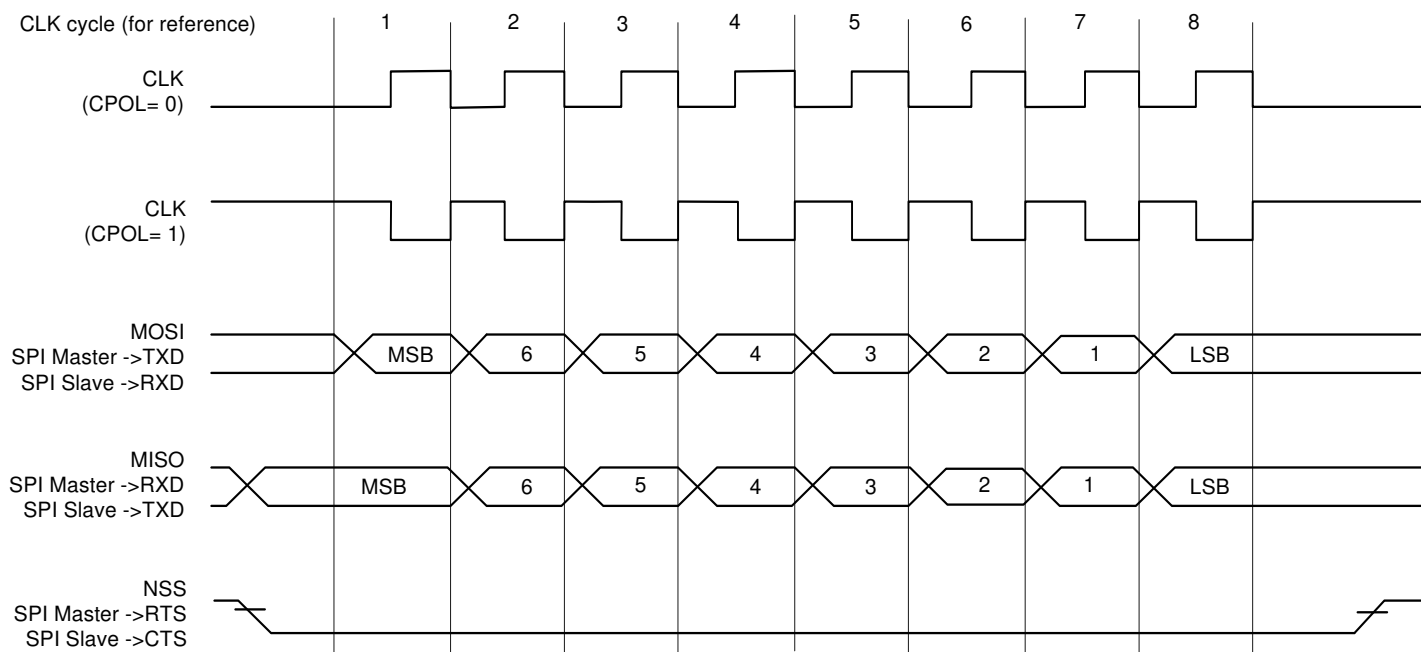 CLK cycle (for reference) 1 2 3 4 5 6 7 8
CLK
(CPOL= 0)
CLK
(CPOL= 1)
MOSI
SPI Master ->TXD MSB 6 5 4 3 2 1 LSB
SPI Slave ->RXD
MISO
SPI Master ->RXD MSB 6 5 4 3 2 1 LSB
SPI Slave ->TXD
NSS
SPI Master ->RTS
SPI Slave ->CTS